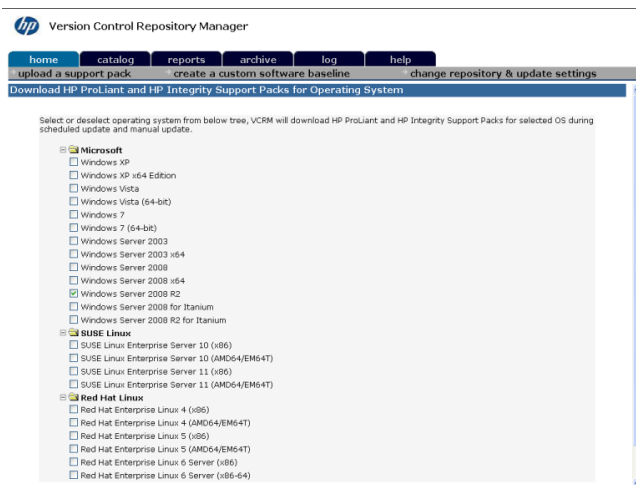 hp Version Control Repository Manager
home catalog reports archive log help
upload a support pack create a custom software baseline change repository & update settings
Download HP ProLiant and HP Integrity Support Packs for Operating System
Select or deselect operating system from below tree, VCRM will download HP ProLiant and HP Integrity Support Packs for selected OS during
scheduled update and manual update.
Microsoft
Windows XP
Windows XP x64 Edition
Windows Vista
Windows Vista (64-bit)
Windows 7
Windows 7 (64-bit)
Windows Server 2003
Windows Server 2003 x64
Windows Server 2008
Windows Server 2008 x64
Windows Server 2008 R2
Windows Server 2008 for Itanium
Windows Server 2008 R2 for Itanium
SUSE Linux
SUSE Linux Enterprise Server 10 (x86)
SUSE Linux Enterprise Server 10 (AMD64/EM64T)
SUSE Linux Enterprise Server 11 (x86)
SUSE Linux Enterprise Server 11 (AMD64/EM64T)
Red Hat Linux
Red Hat Enterprise Linux 4 (x86)
Red Hat Enterprise Linux 4 (AMD64/EM64T)
Red Hat Enterprise Linux 5 (x86)
Red Hat Enterprise Linux 5 (AMD64/EM64T)
Red Hat Enterprise Linux 6 Server (x86)
Red Hat Enterprise Linux 6 Server (x86-64)